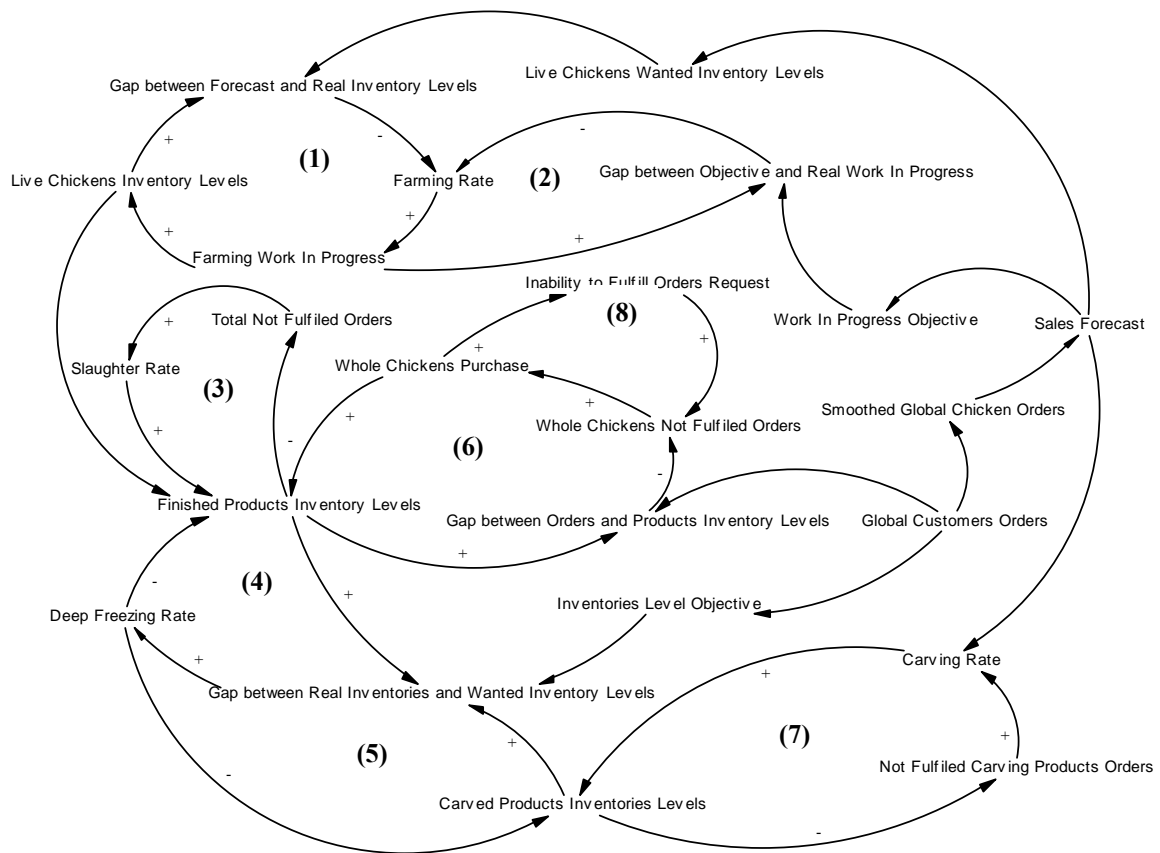 Live Chickens Wanted Inventory Levels
Gap between Forecast and Real Inventory Levels
+
-
-
(1)
(2)
Live Chickens Inventory Levels
Farming Rate
Gap between Objective and Real Work In Progress
+
+
+
Farming Work In Progress
Inability to Fulfill Orders Request
(8)
+
Total Not Fulfiled Orders
Work In Progress Objective
Sales Forecast
+
+
Slaughter Rate
Whole Chickens Purchase
(3)
+
+
+
Smoothed Global Chicken Orders
Whole Chickens Not Fulfiled Orders
-
(6)
-
Finished Products Inventory Levels
Gap between Orders and Products Inventory Levels
Global Customers Orders
+
-
(4)
+
Inventories Level Objective
Deep Freezing Rate
+
Carving Rate
+
Gap between Real Inventories and Wanted Inventory Levels
+
(7)
+
(5)
-
Not Fulfiled Carving Products Orders
Carved Products Inventories Levels
-